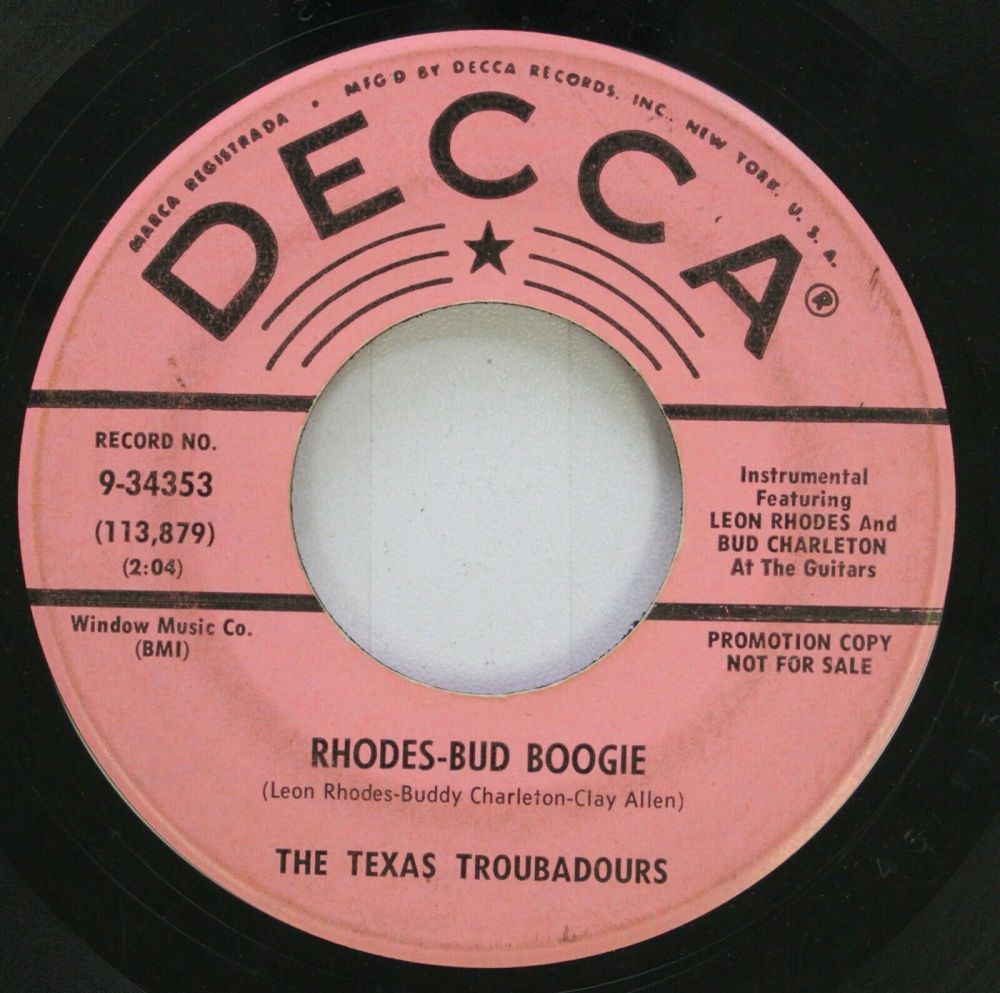 MARCA REGISTRADA • MFG'D BY DECCA RECORDS, INC., NEW YORK, U. S. A.
DECCA®
RECORD NO.
9-34353
(113,879)
(2:04)
Instrumental
Featuring
LEON RHODES And
BUD CHARLETON
At The Guitars
Window Music Co.
(BMI)
PROMOTION COPY
NOT FOR SALE
RHODES-BUD BOOGIE
(Leon Rhodes-Buddy Charleton-Clay Allen)
THE TEXAS TROUBADOURS